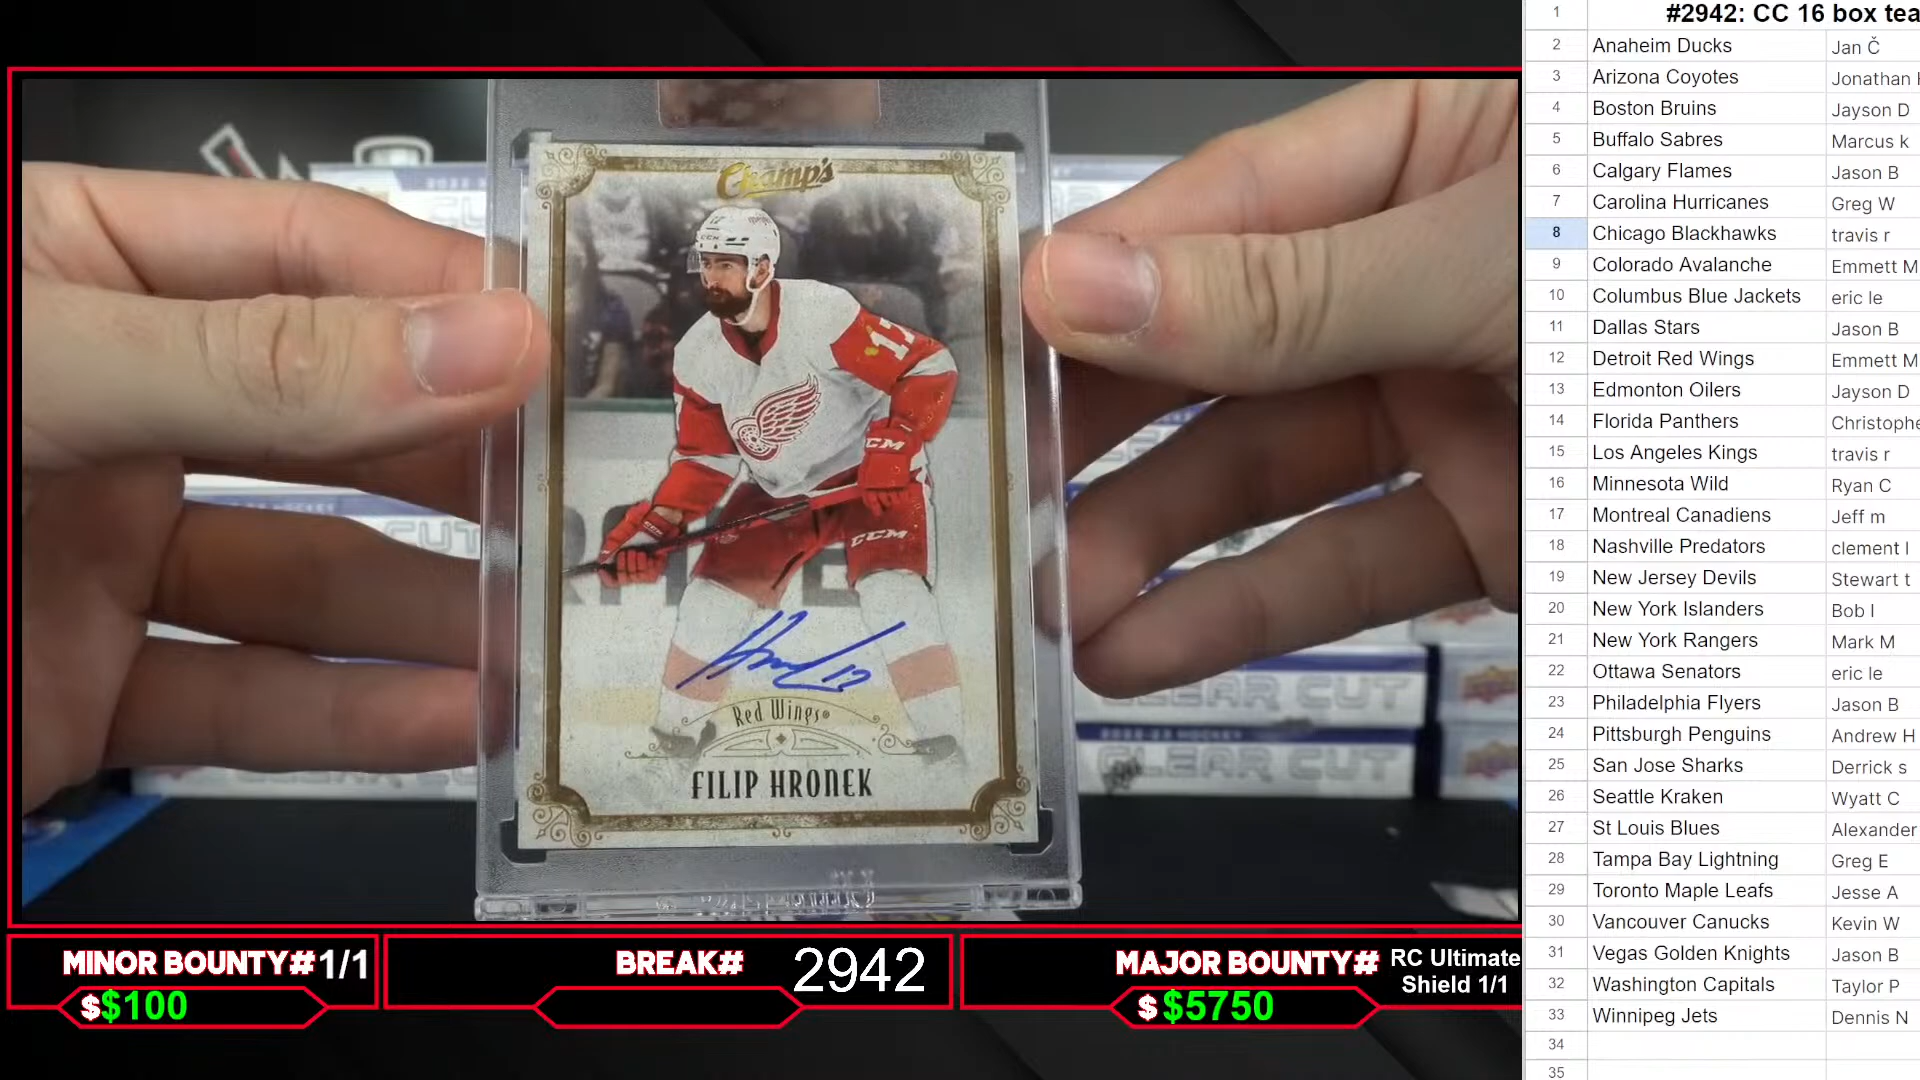 Champ's
17
CCM
CCM
Red Wings
FILIP HRONEK
CLEAR CUT
CLEAR CUT
MINOR BOUNTY# 1/1
$$100
BREAK# 2942
MAJOR BOUNTY# RC Ultimate
Shield 1/1
$ $5750
1 #2942: CC 16 box tea
2 Anaheim Ducks Jan Č
3 Arizona Coyotes Jonathan
4 Boston Bruins Jayson D
5 Buffalo Sabres Marcus k
6 Calgary Flames Jason B
7 Carolina Hurricanes Greg W
8 Chicago Blackhawks travis r
9 Colorado Avalanche Emmett M
10 Columbus Blue Jackets eric le
11 Dallas Stars Jason B
12 Detroit Red Wings Emmett M
13 Edmonton Oilers Jayson D
14 Florida Panthers Christophe
15 Los Angeles Kings travis r
16 Minnesota Wild Ryan C
17 Montreal Canadiens Jeff m
18 Nashville Predators clement l
19 New Jersey Devils Stewart t
20 New York Islanders Bob l
21 New York Rangers Mark M
22 Ottawa Senators eric le
23 Philadelphia Flyers Jason B
24 Pittsburgh Penguins Andrew H
25 San Jose Sharks Derrick s
26 Seattle Kraken Wyatt C
27 St Louis Blues Alexander
28 Tampa Bay Lightning Greg E
29 Toronto Maple Leafs Jesse A
30 Vancouver Canucks Kevin W
31 Vegas Golden Knights Jason B
32 Washington Capitals Taylor P
33 Winnipeg Jets Dennis N
34
35